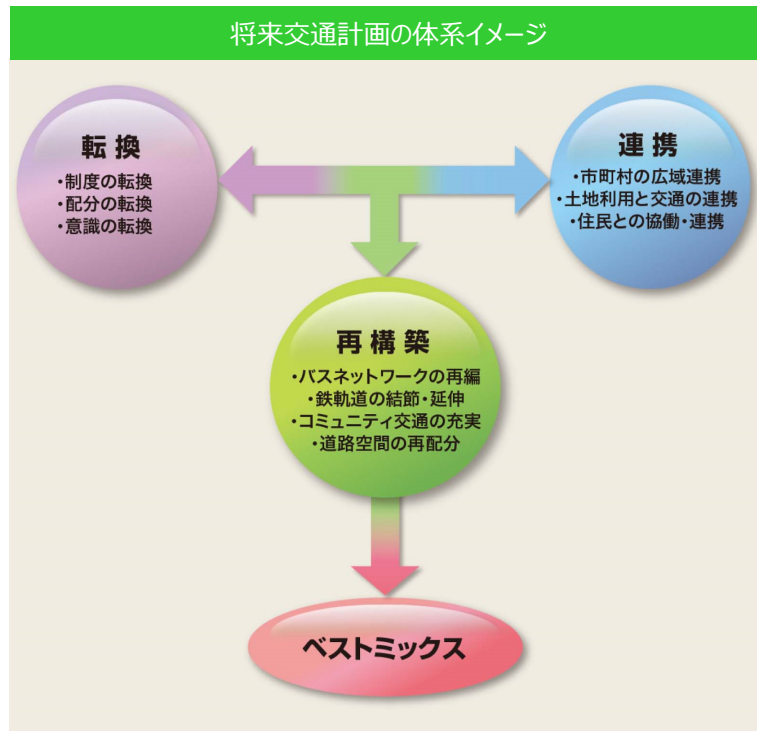 将来交通計画の体系イメージ
転換
・制度の転換
・配分の転換
・意識の転換
連携
・市町村の広域連携
・土地利用と交通の連携
・住民との協働・連携
再構築
・バスネットワークの再編
・鉄軌道の結節・延伸
・コミュニティ交通の充実
・道路空間の再配分
ベストミックス